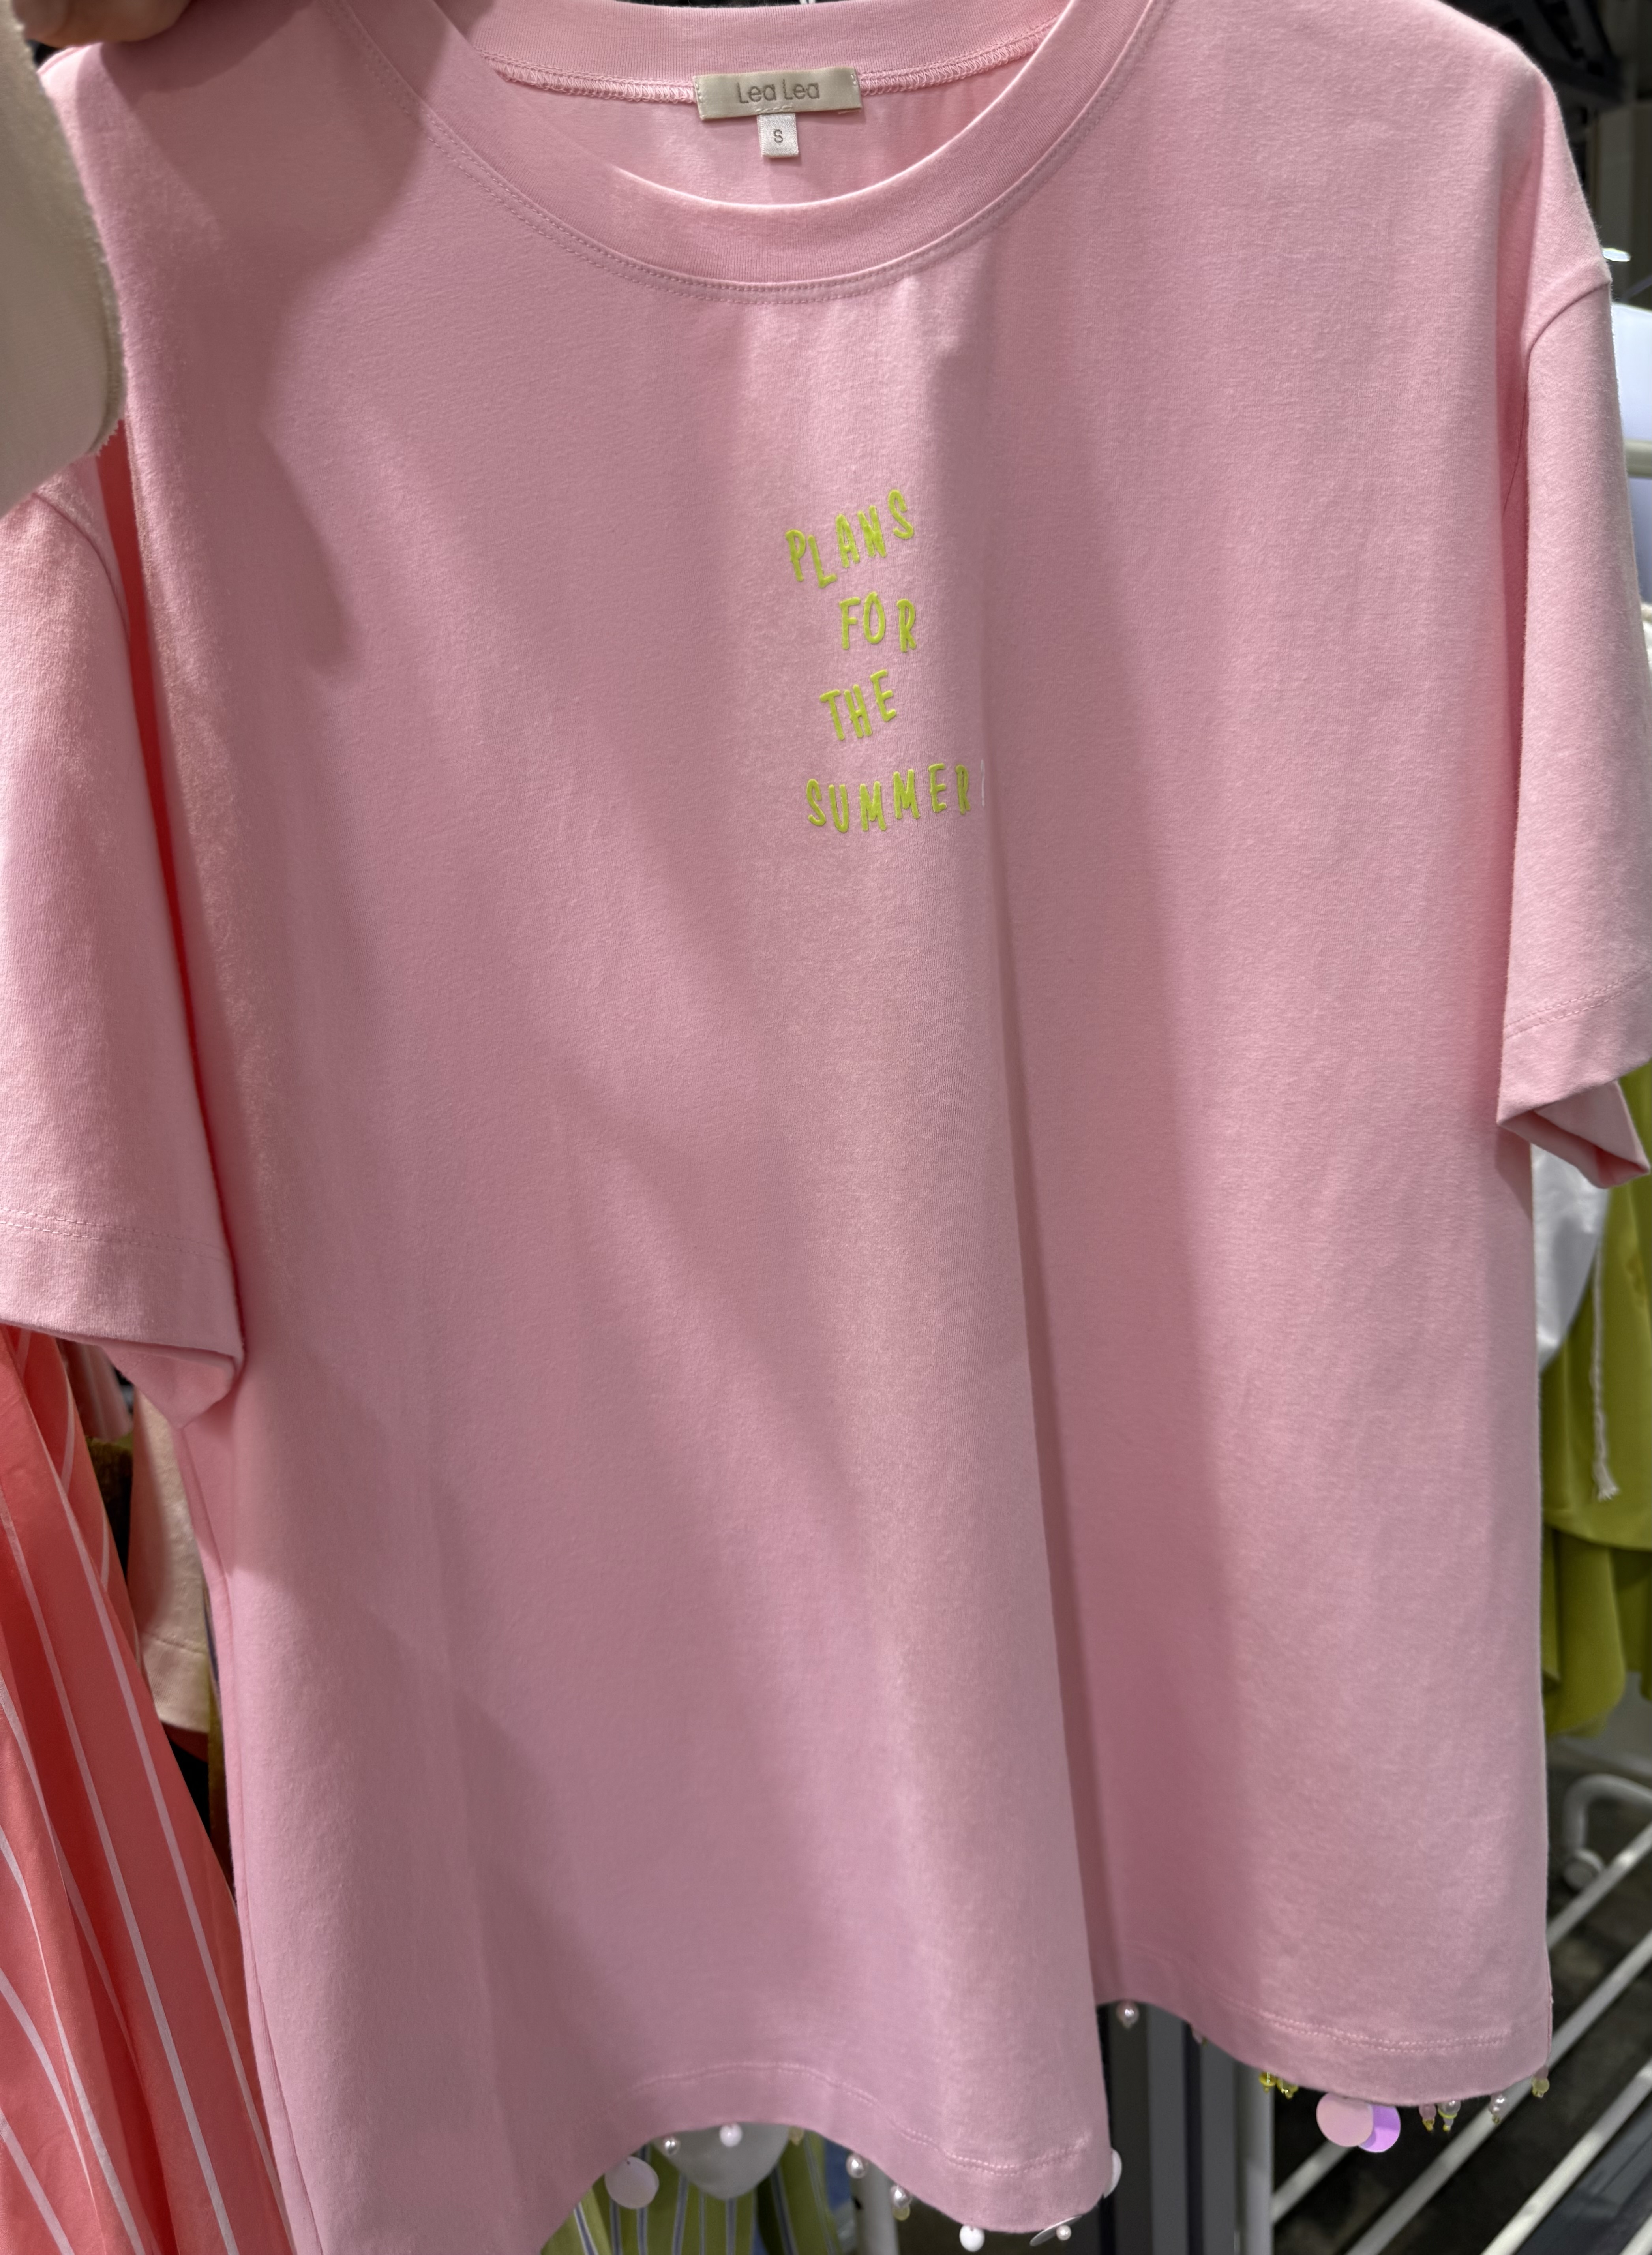 Lea Lea
S
PLANS
FOR
THE
SUMMER